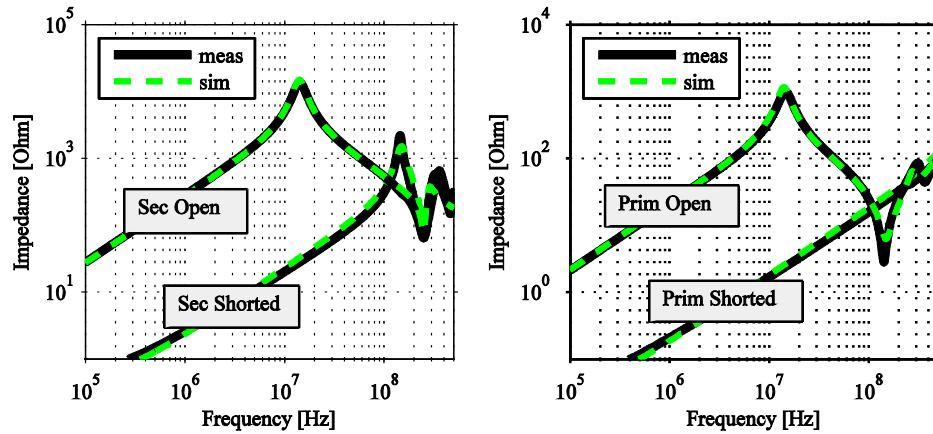 10^5
meas
sim
10^3
10^1
Impedance [Ohm]
Sec Open
Sec Shorted
10^5 10^6 10^7 10^8
Frequency [Hz]
10^4
meas
sim
10^2
10^0
Impedance [Ohm]
Prim Open
Prim Shorted
10^5 10^6 10^7 10^8
Frequency [Hz]